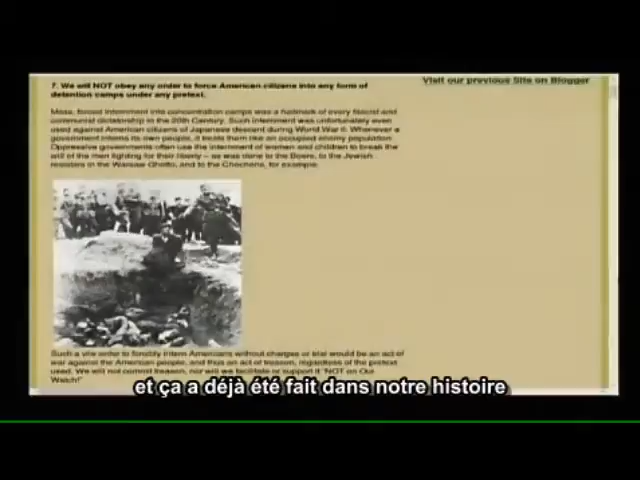 Visit our previous Site on Blogger
7. We will NOT obey any order to force American citizens into any form of
detention camps under any pretext.
Mass, forced internment into concentration camps was a hallmark of every fascist and
communist dictatorship in the 20th Century. Such internment was unfortunately even
used against American citizens of Japanese descent during World War II. Whenever a
government interns its own people, it treats them like an occupied enemy population.
Oppressive governments often use the internment of women and children to break the
will of the men fighting for their liberty – as was done to the Boers, to the Jewish
resisters in the Warsaw Ghetto, and to the Chechens, for example.
Such a vile order to forcibly intern Americans without charges or trial would be an act of
war against the American people, and thus an act of treason, regardless of the pretext
used. We will not commit treason, nor will we facilitate or support it."NOT on Our
Watch!"
et ça a déjà été fait dans notre histoire